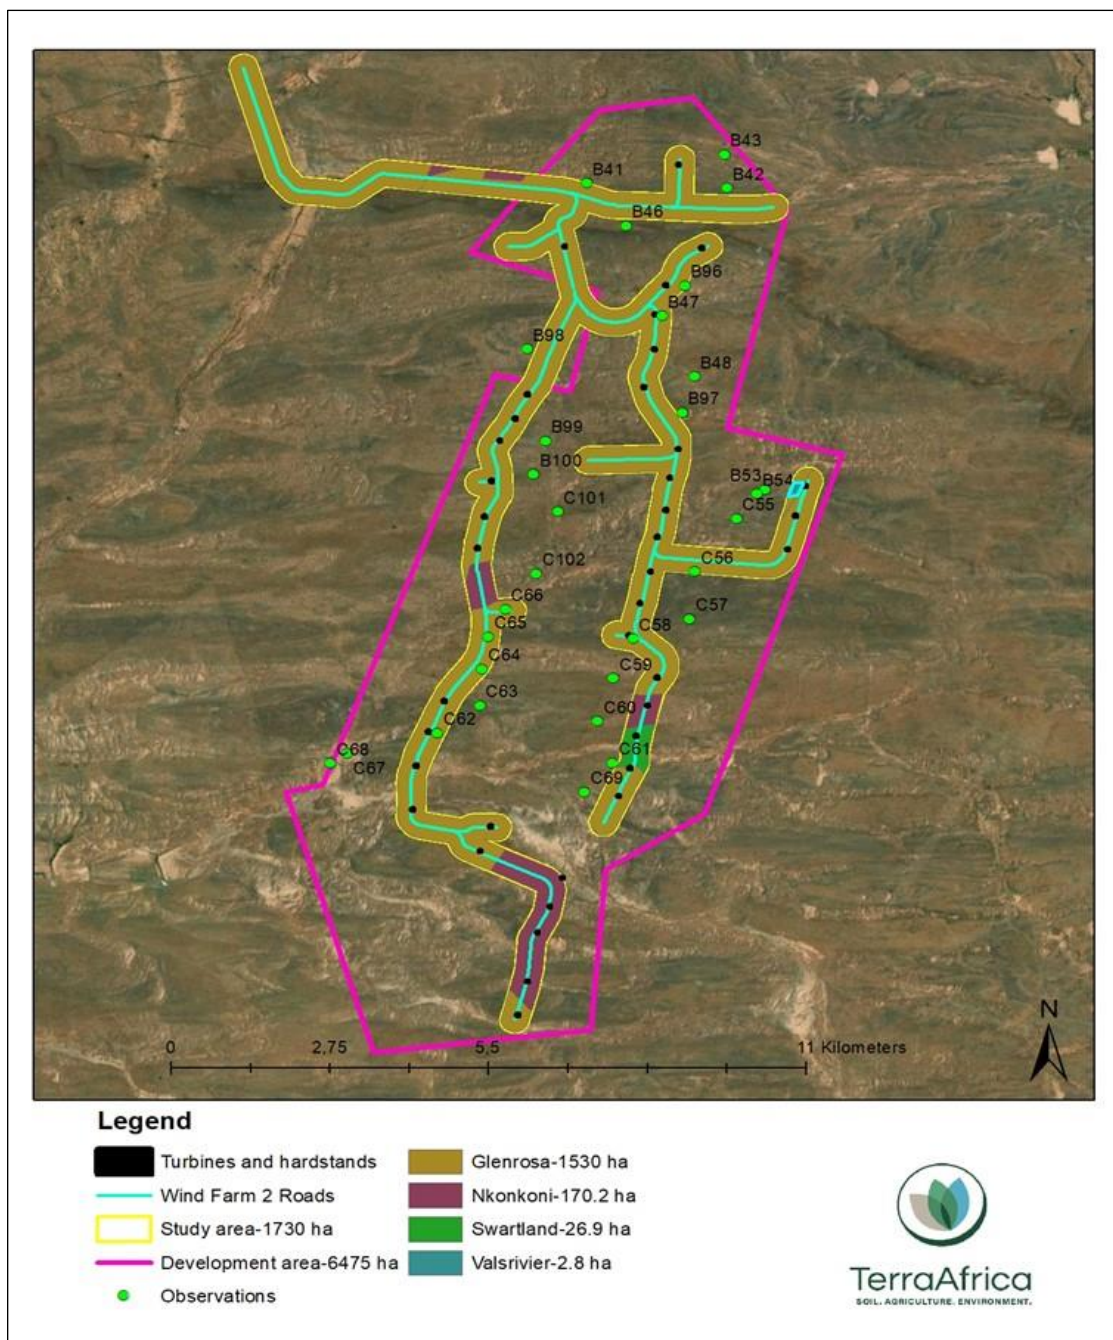 B43
B41
B42
B46
B96
B47
B98
B48
B97
B99
B100
B53
B54
C101
C55
C102
C56
C66
C65
C57
C58
C64
C59
C63
C60
C62
C68
C61
C67
C69
N
0 2,75 5,5 11 Kilometers
Legend
Turbines and hardstands
Wind Farm 2 Roads
Study area-1730 ha
Development area-6475 ha
Observations
Glenrosa-1530 ha
Nkonkoni-170.2 ha
Swartland-26.9 ha
Valsrivier-2.8 ha
TerraAfrica
SOIL. AGRICULTURE. ENVIRONMENT.